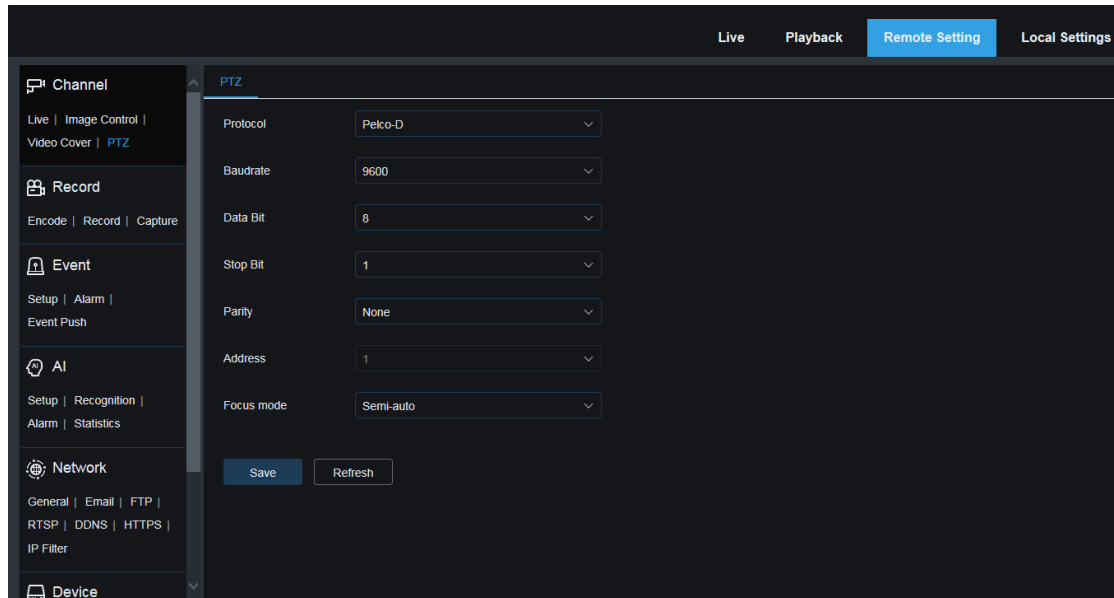 Live Playback Remote Setting Local Settings
Channel
Live | Image Control |
Video Cover | PTZ
Record
Encode | Record | Capture
Event
Setup | Alarm |
Event Push
AI
AI
Setup | Recognition |
Alarm | Statistics
Network
General | Email | FTP |
RTSP | DDNS | HTTPS |
IP Filter
Device
PTZ
Protocol Pelco-D
Baudrate 9600
Data Bit 8
Stop Bit 1
Parity None
Address 1
Focus mode Semi-auto
Save Refresh